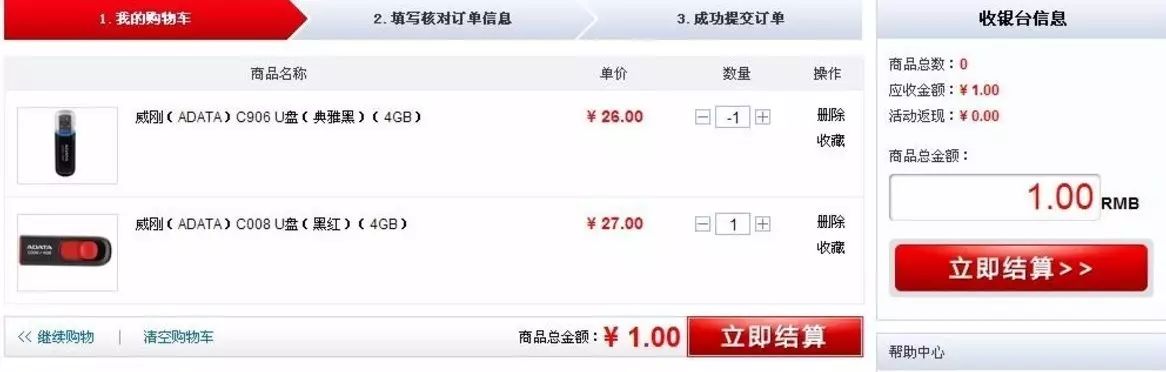 1. 我的购物车
2. 填写核对订单信息
3. 成功提交订单
商品名称 单价 数量 操作
威刚(ADATA)C906 U盘(典雅黑)(4GB) ¥ 26.00 -1 删除
收藏
威刚(ADATA)C008 U盘(黑红)(4GB) ¥ 27.00 1 删除
收藏
ADATA
<< 继续购物 | 清空购物车 商品总金额:¥ 1.00 立即结算
收银台信息
商品总数:0
应收金额:¥ 1.00
活动返现:¥ 0.00
商品总金额:
1.00 RMB
立即结算>>
帮助中心